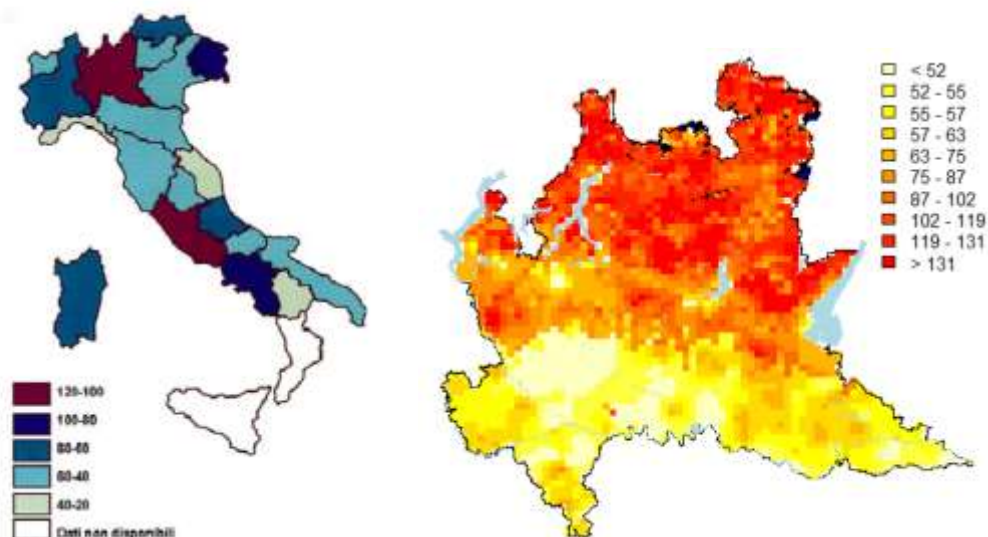 120-100
100-80
80-60
60-40
40-20
Dati non disponibili
< 52
52 - 55
55 - 57
57 - 63
63 - 75
75 - 87
87 - 102
102 - 119
119 - 131
> 131